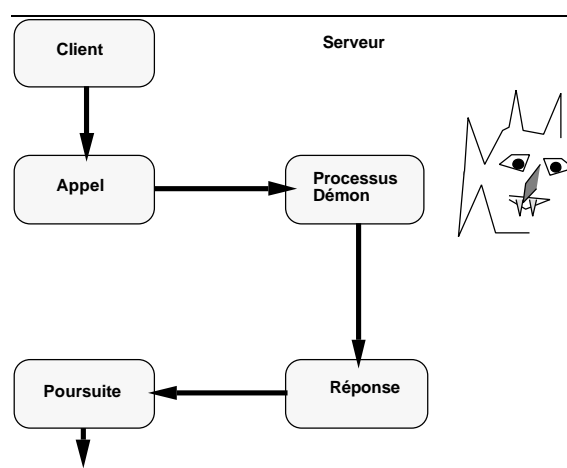 Client
Serveur
Appel
Processus
Démon
Poursuite
Réponse